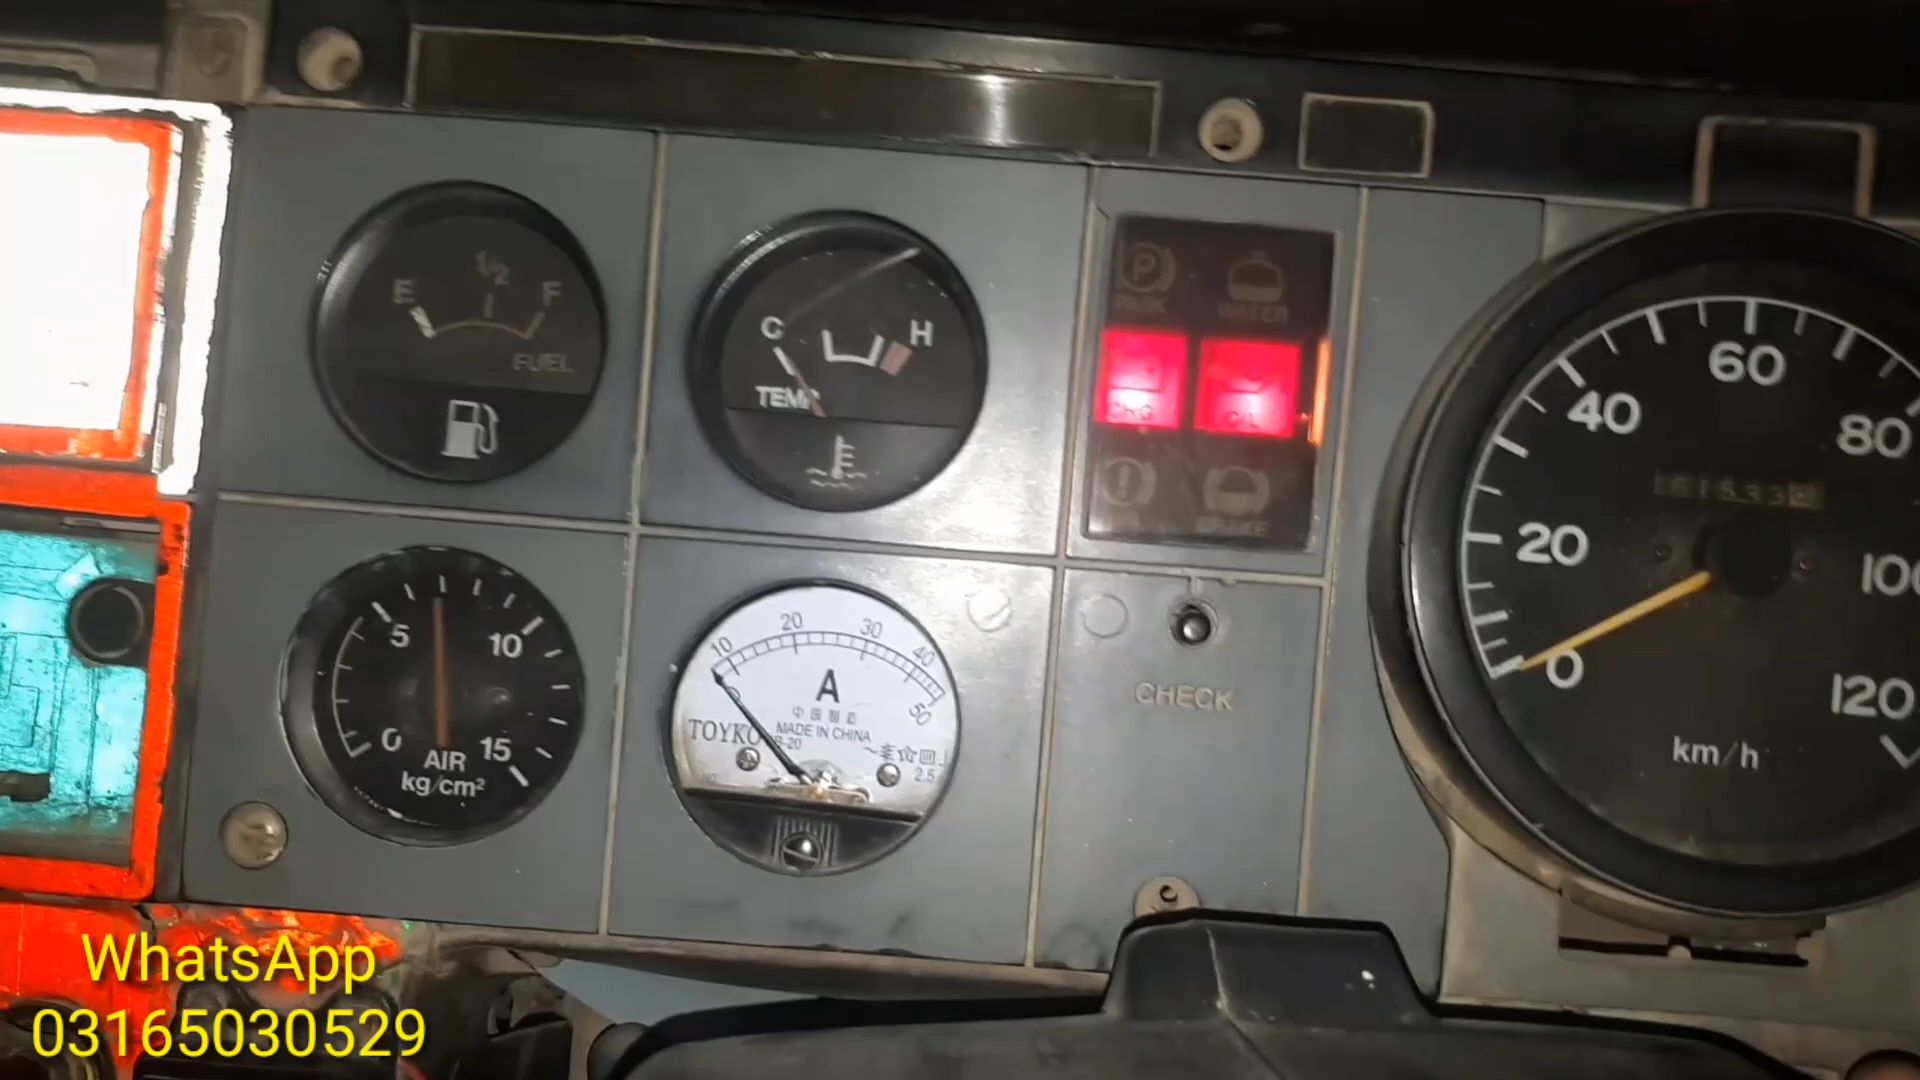 E 1/2 F
FUEL
C H
TEMP
P
PARK
WATER
CHG
OIL
BRAKE
0 5 10 15
AIR
kg/cm²
10 20 30 40 50
A
中国制造
MADE IN CHINA
TOYKO
2.5
CHECK
0 20 40 60 80 100 120
km/h
WhatsApp
03165030529